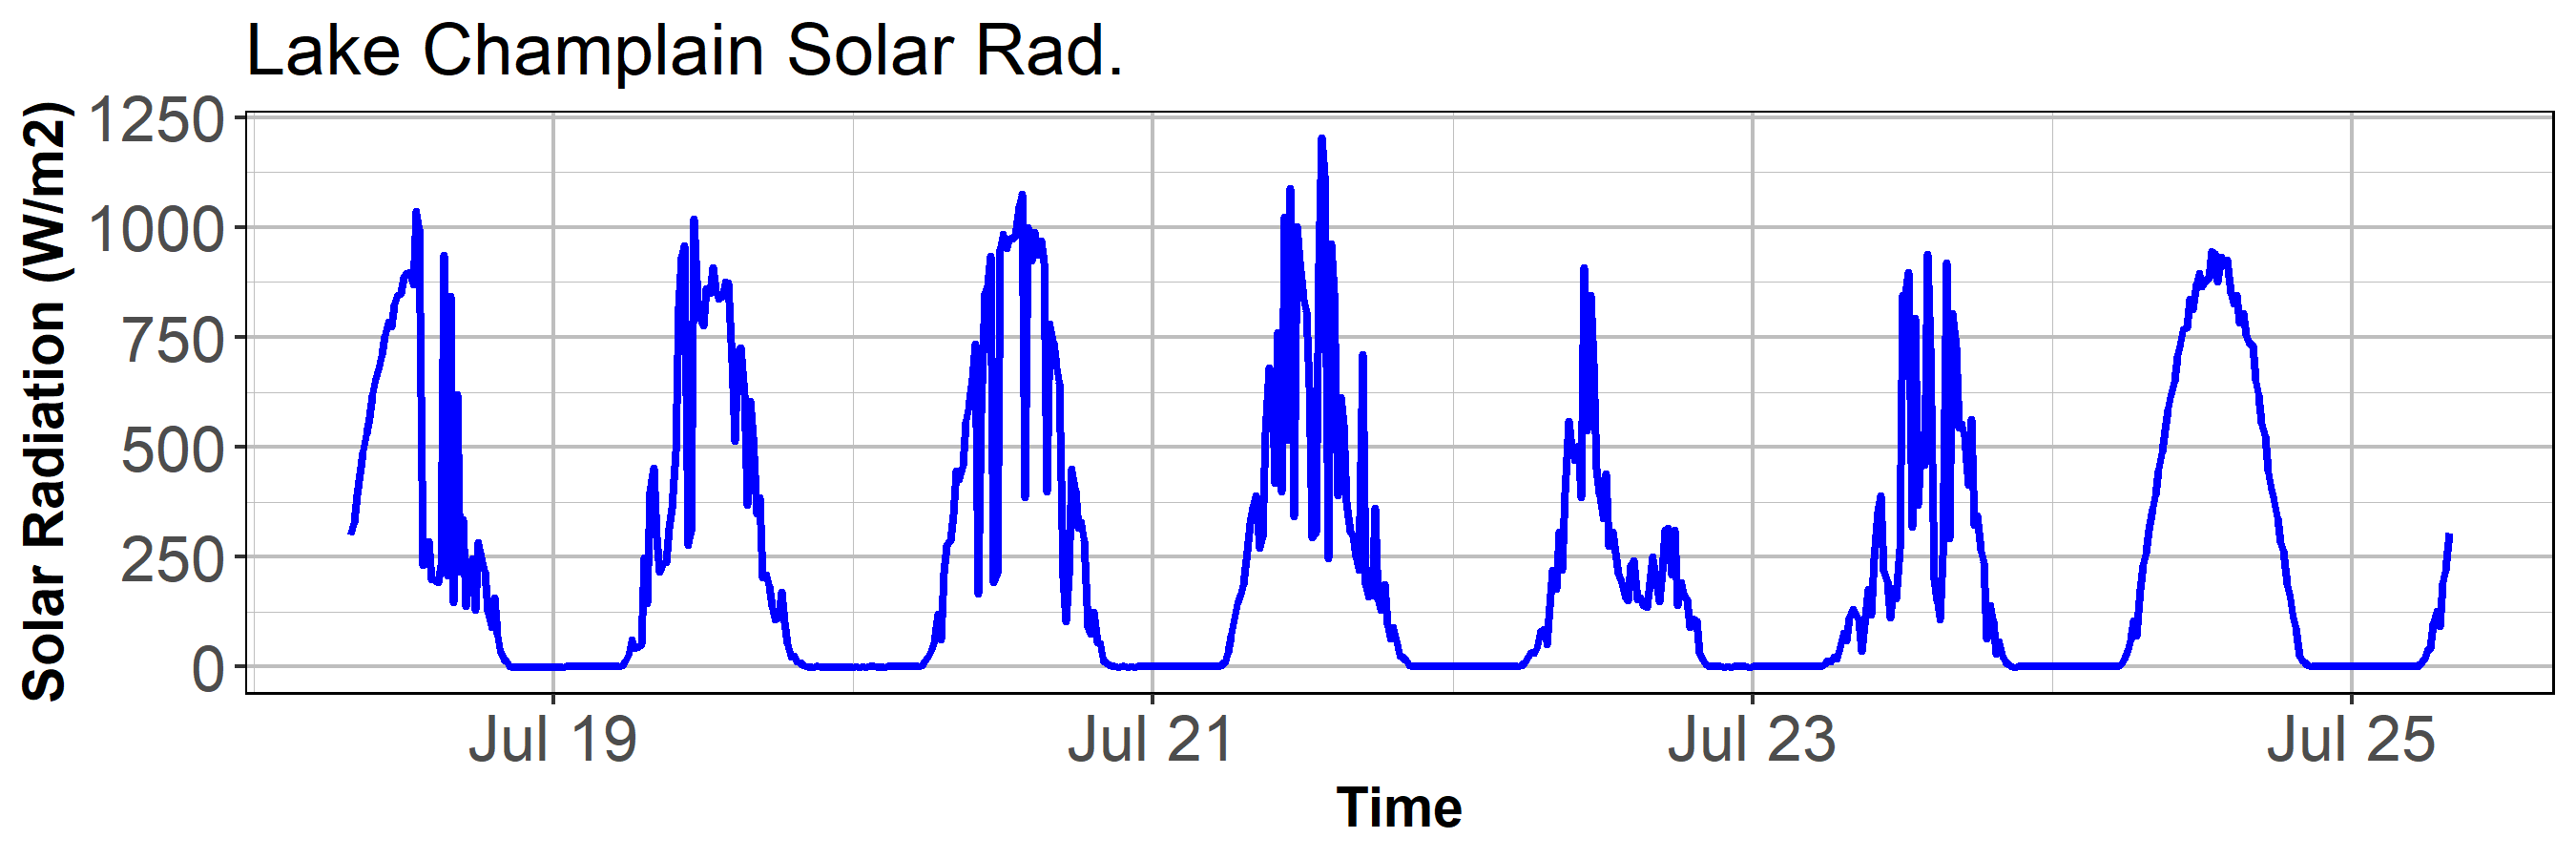 Lake Champlain Solar Rad.
Solar Radiation (W/m2)
1250
1000
750
500
250
0
Jul 19 Jul 21 Jul 23 Jul 25
Time